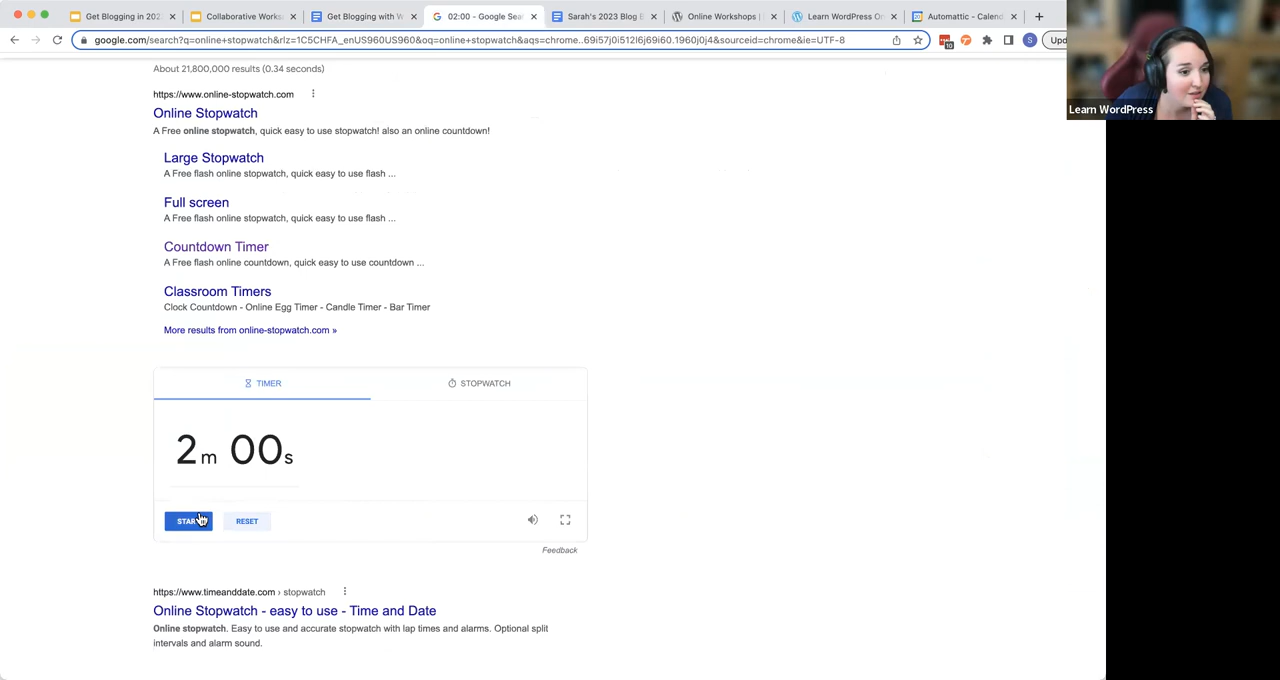 Get Blogging in 202
Collaborative Works
Get Blogging with W
02:00 - Google Sea
Sarah's 2023 Blog E
Online Workshops |
Learn WordPress On
Automattic - Calend
google.com/search?q=online+stopwatch&rlz=1C5CHFA_enUS960US960&oq=online+stopwatch&aqs=chrome..69i57j0i512l6j69i60.1960j0j4&sourceid=chrome&ie=UTF-8
10
S
Upd
Learn WordPress
About 21,800,000 results (0.34 seconds)
https://www.online-stopwatch.com
Online Stopwatch
A Free online stopwatch, quick easy to use stopwatch! also an online countdown!
Large Stopwatch
A Free flash online stopwatch, quick easy to use flash ...
Full screen
A Free flash online stopwatch, quick easy to use flash ...
Countdown Timer
A Free flash online countdown, quick easy to use countdown ...
Classroom Timers
Clock Countdown - Online Egg Timer - Candle Timer - Bar Timer
More results from online-stopwatch.com »
TIMER
STOPWATCH
2m 00s
STAR
RESET
Feedback
https://www.timeanddate.com › stopwatch
Online Stopwatch - easy to use - Time and Date
Online stopwatch. Easy to use and accurate stopwatch with lap times and alarms. Optional split
intervals and alarm sound.